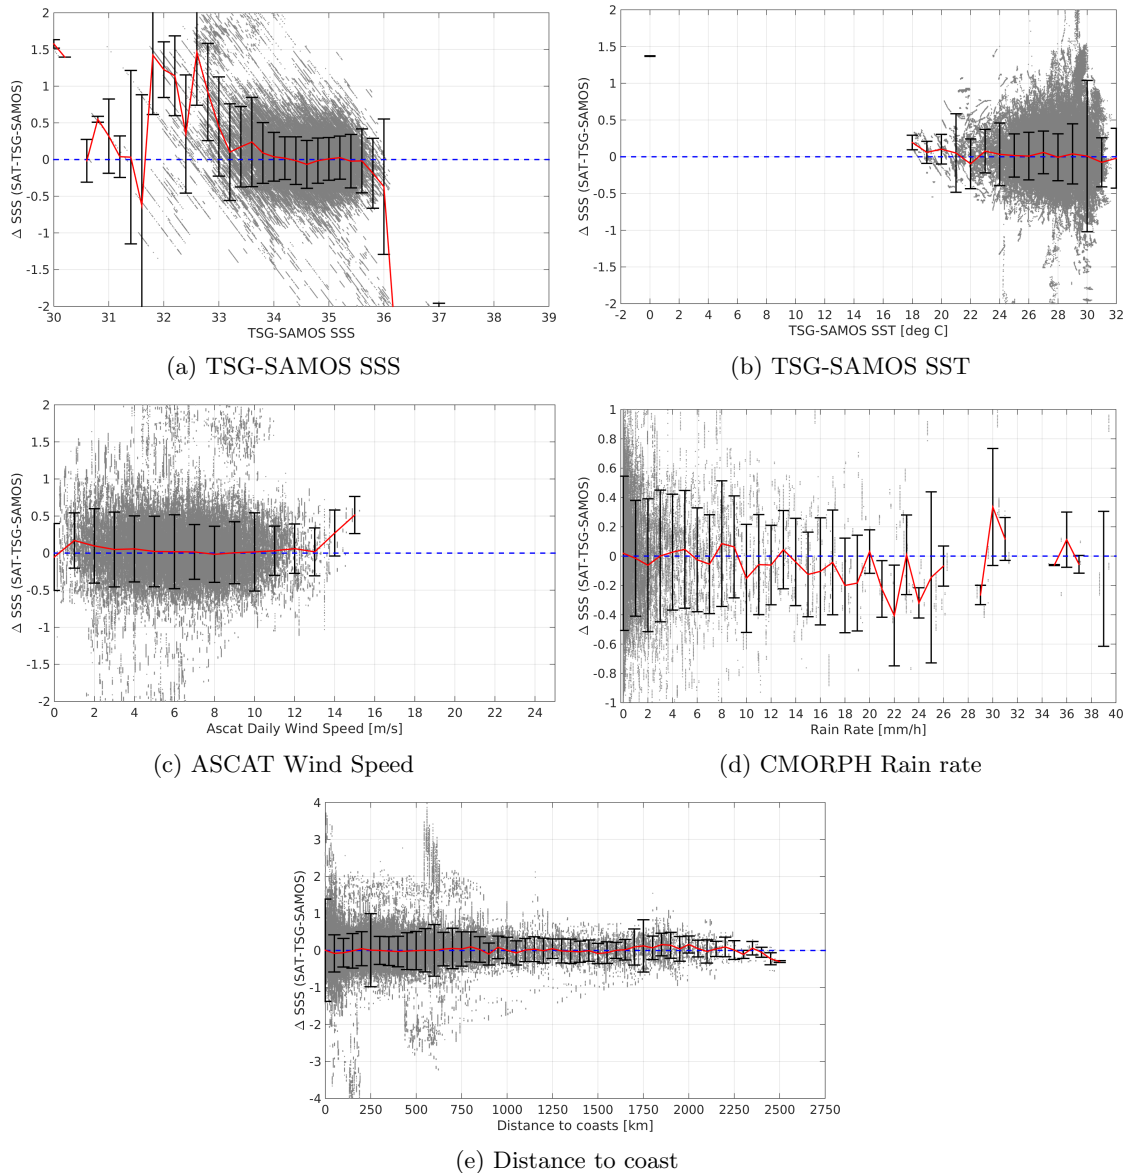 2
1.5
1
0.5
0
-0.5
-1
-1.5
-2
Δ SSS (SAT-TSG-SAMOS)
30 31 32 33 34 35 36 37 38 39
TSG-SAMOS SSS
(a) TSG-SAMOS SSS
2
1.5
1
0.5
0
-0.5
-1
-1.5
-2
Δ SSS (SAT-TSG-SAMOS)
-2 0 2 4 6 8 10 12 14 16 18 20 22 24 26 28 30 32
TSG-SAMOS SST [deg C]
(b) TSG-SAMOS SST
2
1.5
1
0.5
0
-0.5
-1
-1.5
-2
Δ SSS (SAT-TSG-SAMOS)
0 2 4 6 8 10 12 14 16 18 20 22 24
Ascat Daily Wind Speed [m/s]
(c) ASCAT Wind Speed
1
0.8
0.6
0.4
0.2
0
-0.2
-0.4
-0.6
-0.8
-1
Δ SSS (SAT-TSG-SAMOS)
0 2 4 6 8 10 12 14 16 18 20 22 24 26 28 30 32 34 36 38 40
Rain Rate [mm/h]
(d) CMORPH Rain rate
4
3
2
1
0
-1
-2
-3
-4
Δ SSS (SAT-TSG-SAMOS)
0 250 500 750 1000 1250 1500 1750 2000 2250 2500 2750
Distance to coasts [km]
(e) Distance to coast